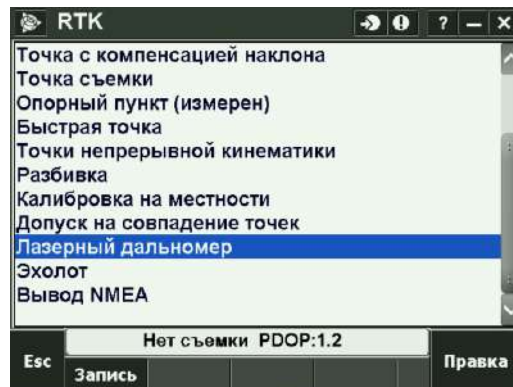 RTK ? — ×
Точка с компенсацией наклона
Точка съемки
Опорный пункт (измерен)
Быстрая точка
Точки непрерывной кинематики
Разбивка
Калибровка на местности
Допуск на совпадение точек
Лазерный дальномер
Эхолот
Вывод NMEA
Нет съемки PDOP:1.2
Esc Запись Правка